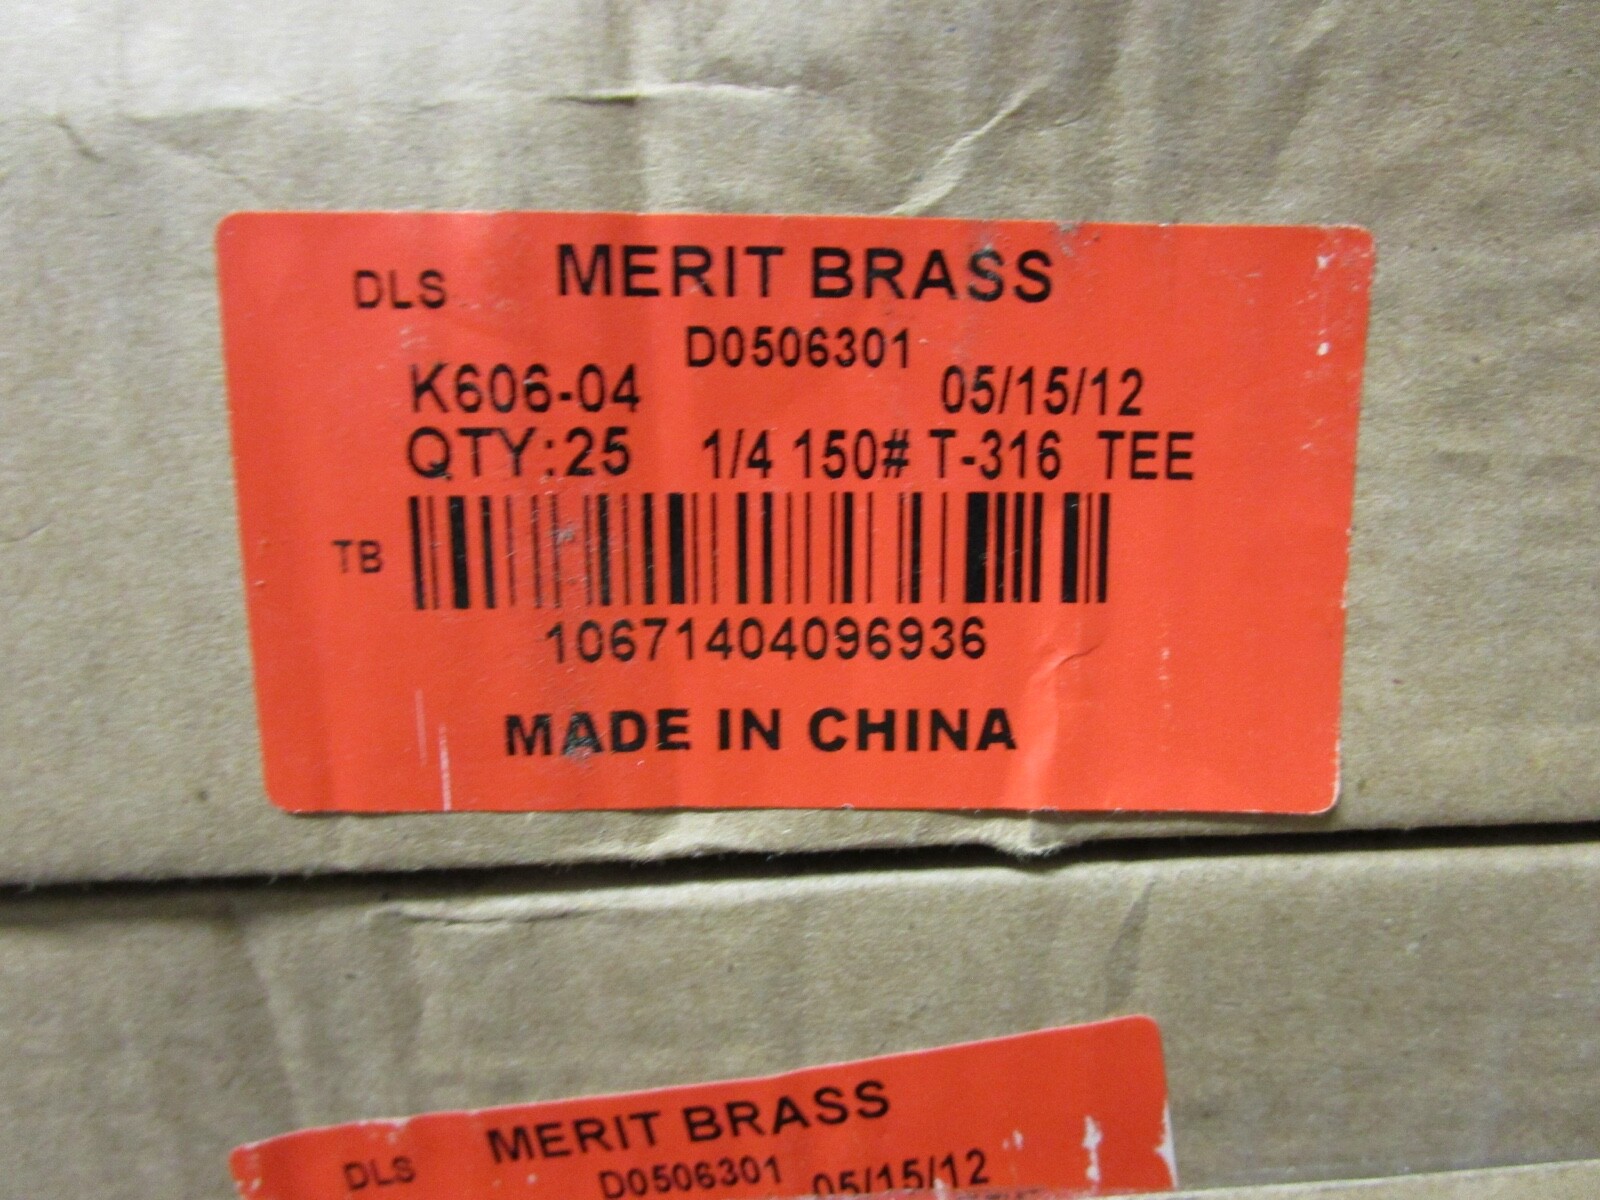 DLS MERIT BRASS
D0506301
K606-04 05/15/12
QTY:25 1/4 150# T-316 TEE
TB
10671404096936
MADE IN CHINA
DLS MERIT BRASS
D0506301 05/15/12